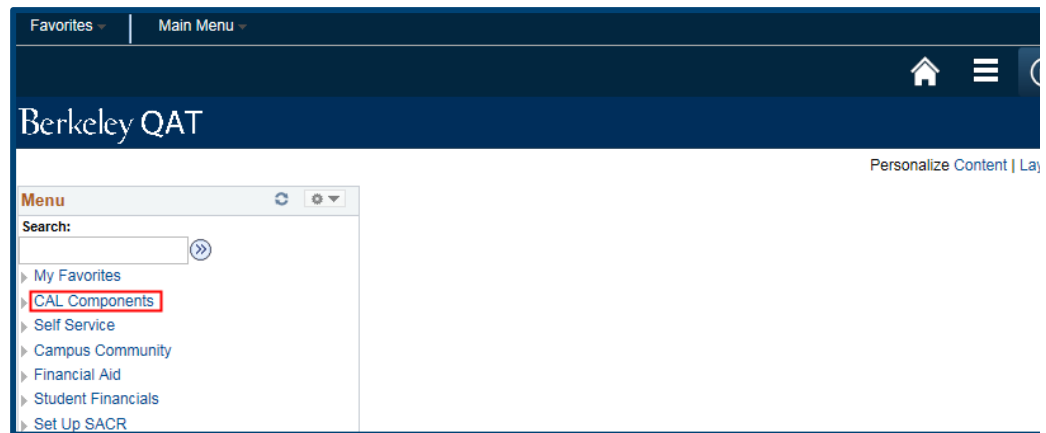 Favorites Main Menu
Berkeley QAT
Personalize Content |
Menu
Search:
My Favorites
CAL Components
Self Service
Campus Community
Financial Aid
Student Financials
Set Up SACR